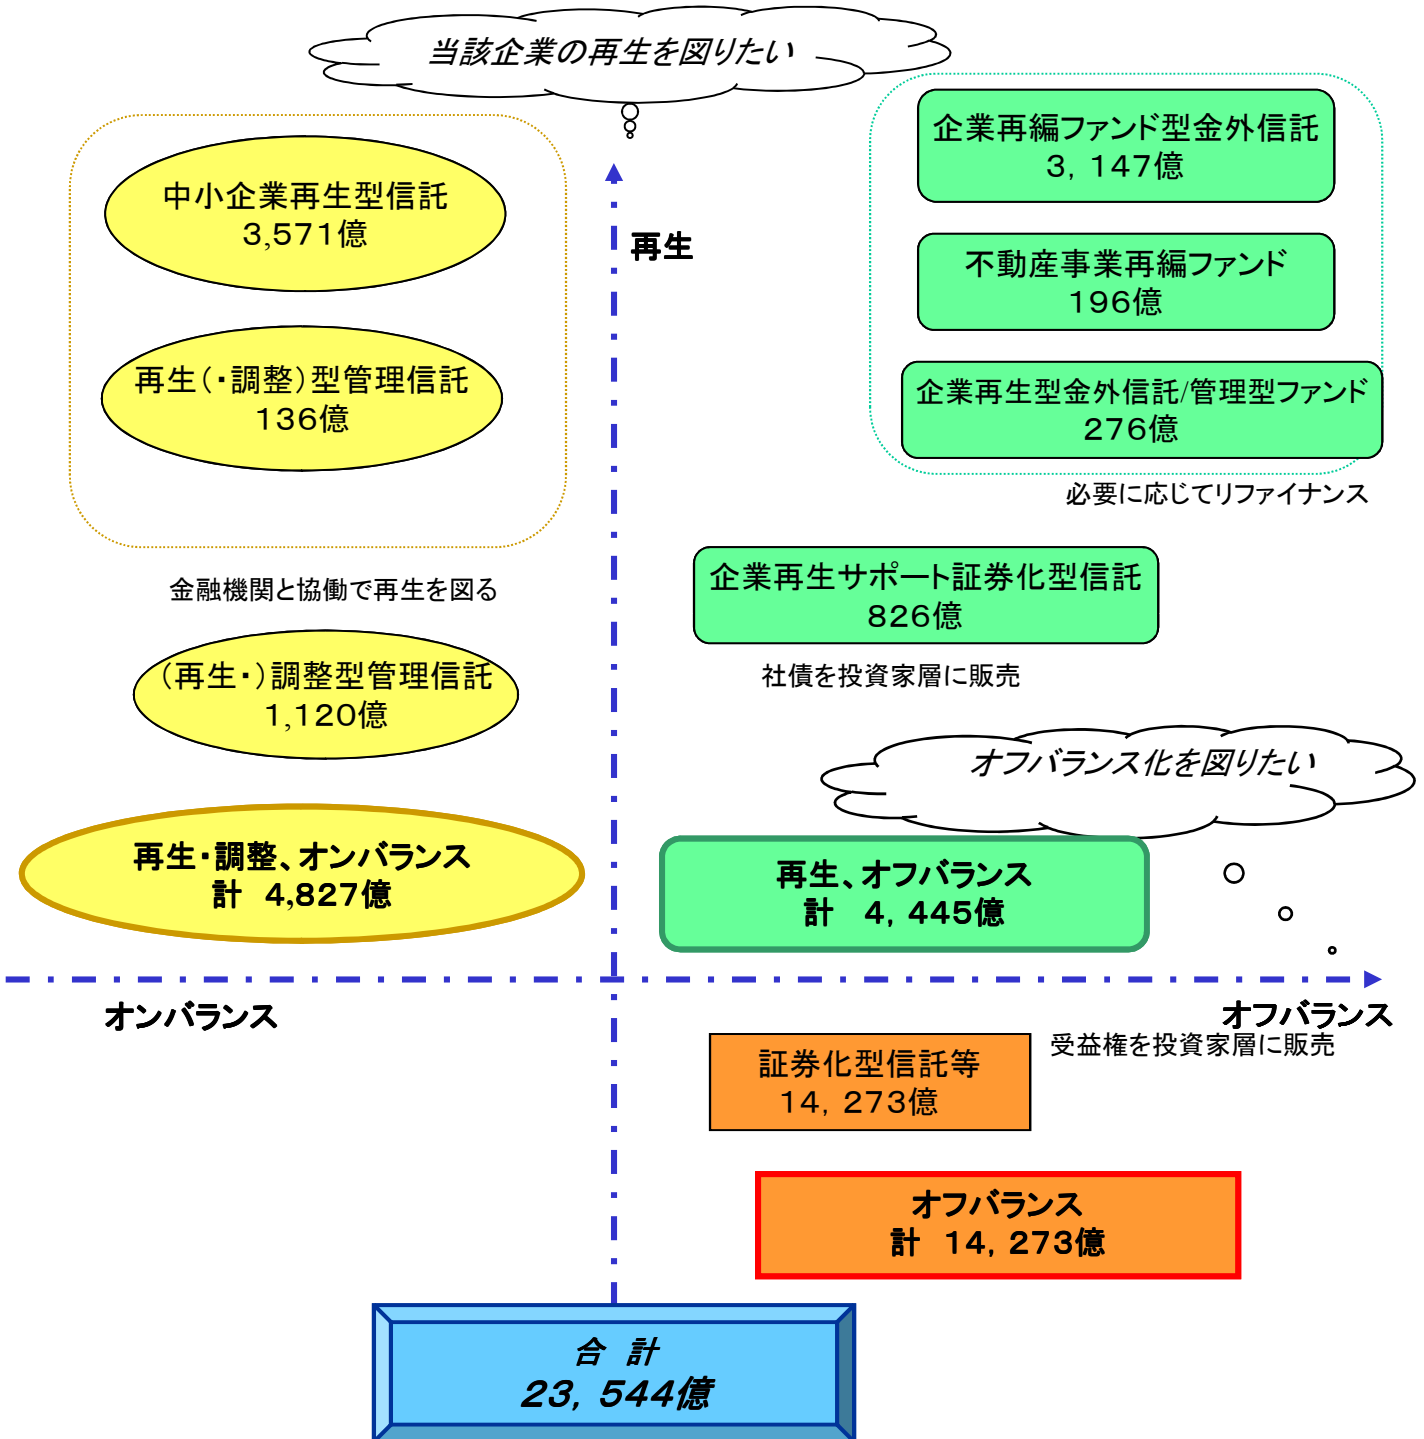 当該企業の再生を図りたい
中小企業再生型信託
3,571億
再生(・調整)型管理信託
136億
金融機関と協働で再生を図る
(再生・)調整型管理信託
1,120億
再生・調整、オンバランス
計　4,827億
再生
企業再編ファンド型金外信託
3，147億
不動産事業再編ファンド
196億
企業再生型金外信託/管理型ファンド
276億
必要に応じてリファイナンス
企業再生サポート証券化型信託
826億
社債を投資家層に販売
オフバランス化を図りたい
再生、オフバランス
計　4，445億
オンバランス
オフバランス
受益権を投資家層に販売
証券化型信託等
14，273億
オフバランス
計　14，273億
合　計
23，544億